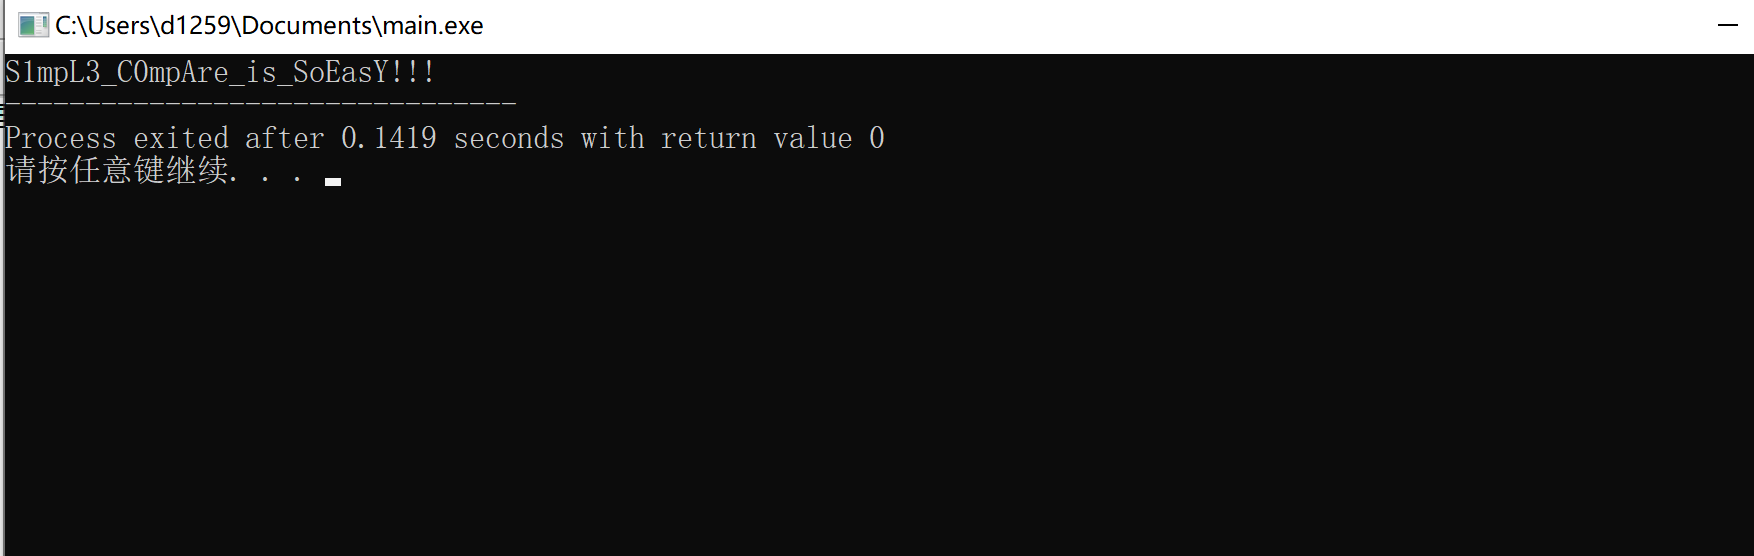 C:\Users\d1259\Documents\main.exe
S1mpL3_C0mpAre_is_SoEasY!!!
--------------------------------
Process exited after 0.1419 seconds with return value 0
请按任意键继续. . .